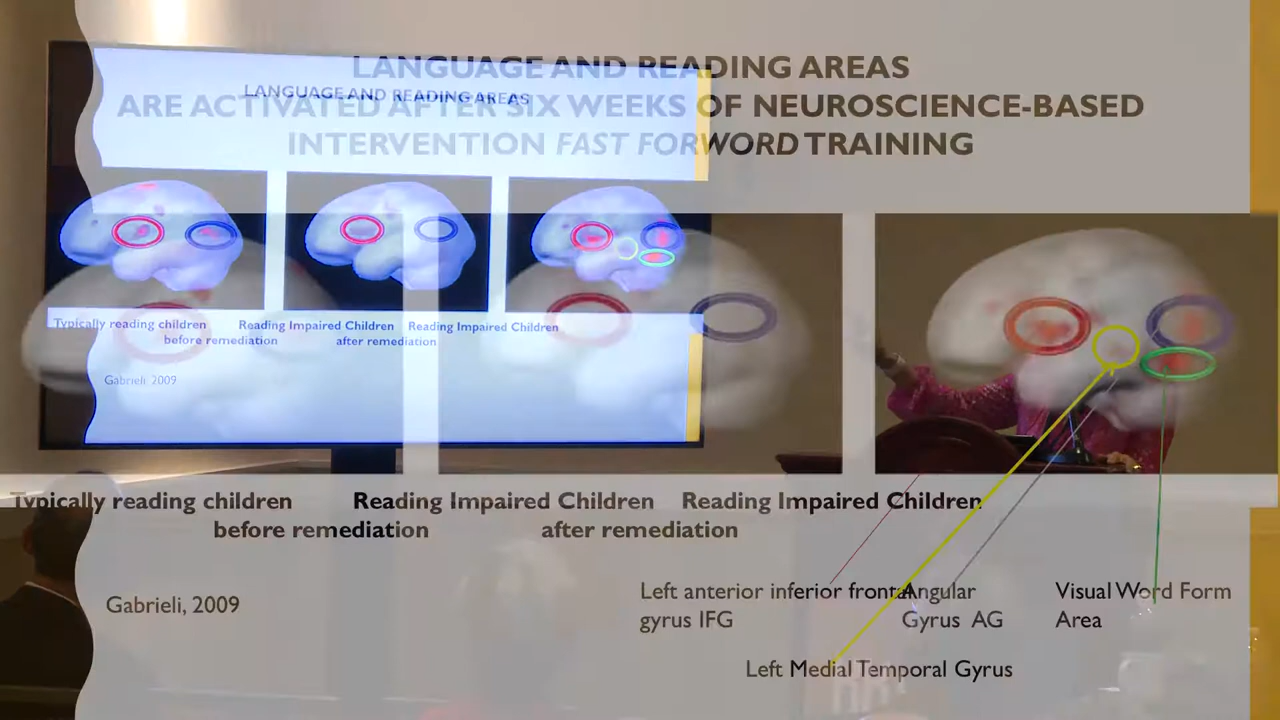 LANGUAGE AND READING AREAS
ARE ACTIVATED AFTER SIX WEEKS OF NEUROSCIENCE-BASED
INTERVENTION FAST FORWORD TRAINING
LANGUAGE AND READING AREAS
Typically reading children Reading Impaired Children Reading Impaired Children
before remediation after remediation
Gabrieli, 2009
Typically reading children Reading Impaired Children Reading Impaired Children
before remediation after remediation
Gabrieli, 2009
Left anterior inferior frontal Angular Visual Word Form
gyrus IFG Gyrus AG Area
Left Medial Temporal Gyrus